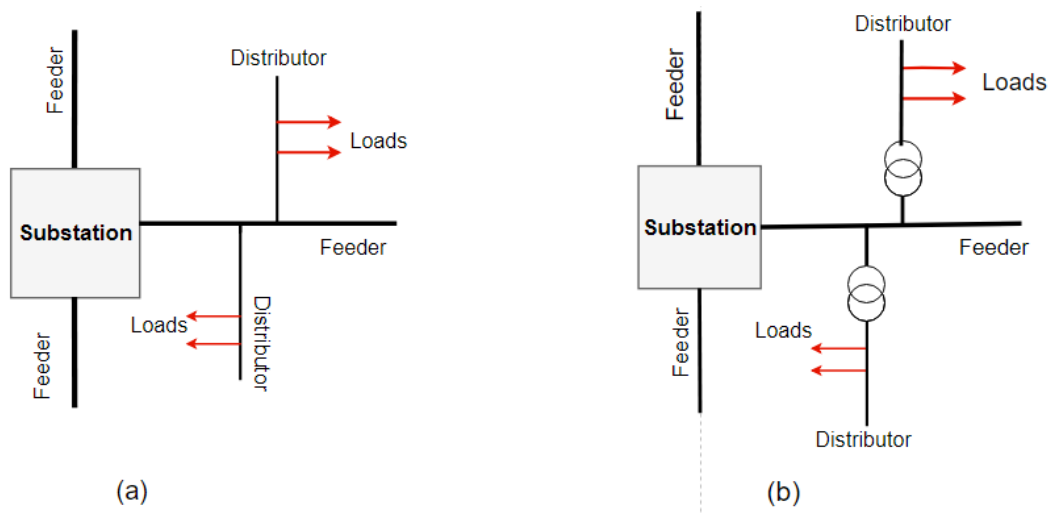 Distributor
Feeder
Loads
Substation
Feeder
Loads
Distributor
Feeder
(a)
Distributor
Feeder
Loads
Substation
Feeder
Loads
Feeder
Distributor
(b)